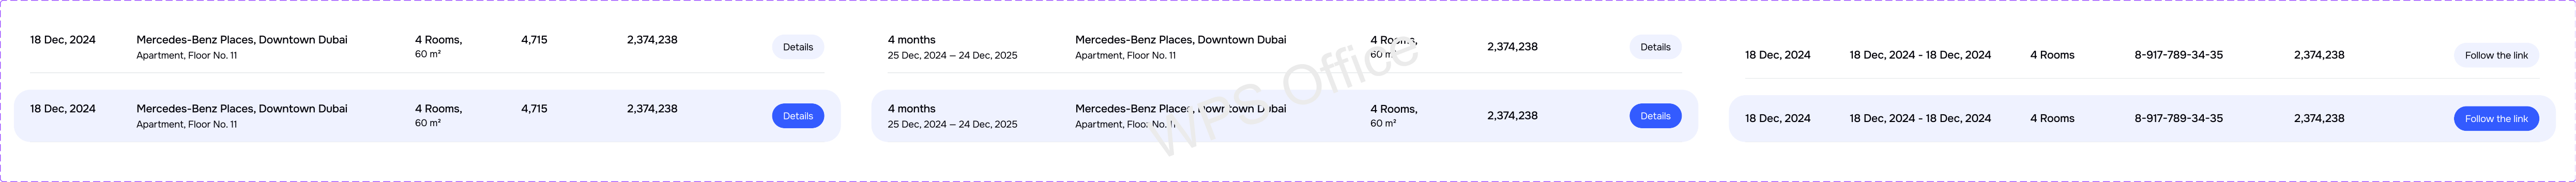 18 Dec, 2024 Mercedes-Benz Places, Downtown Dubai 4 Rooms, 4,715 2,374,238 Details
Apartment, Floor No. 11 60 m²
18 Dec, 2024 Mercedes-Benz Places, Downtown Dubai 4 Rooms, 4,715 2,374,238 Details
Apartment, Floor No. 11 60 m²
4 months Mercedes-Benz Places, Downtown Dubai 4 Rooms, 2,374,238 Details
25 Dec, 2024 — 24 Dec, 2025 Apartment, Floor No. 11 60 m²
4 months Mercedes-Benz Places, Downtown Dubai 4 Rooms, 2,374,238 Details
25 Dec, 2024 — 24 Dec, 2025 Apartment, Floor No. 11 60 m²
WPS Office
18 Dec, 2024 18 Dec, 2024 - 18 Dec, 2024 4 Rooms 8-917-789-34-35 2,374,238 Follow the link
18 Dec, 2024 18 Dec, 2024 - 18 Dec, 2024 4 Rooms 8-917-789-34-35 2,374,238 Follow the link